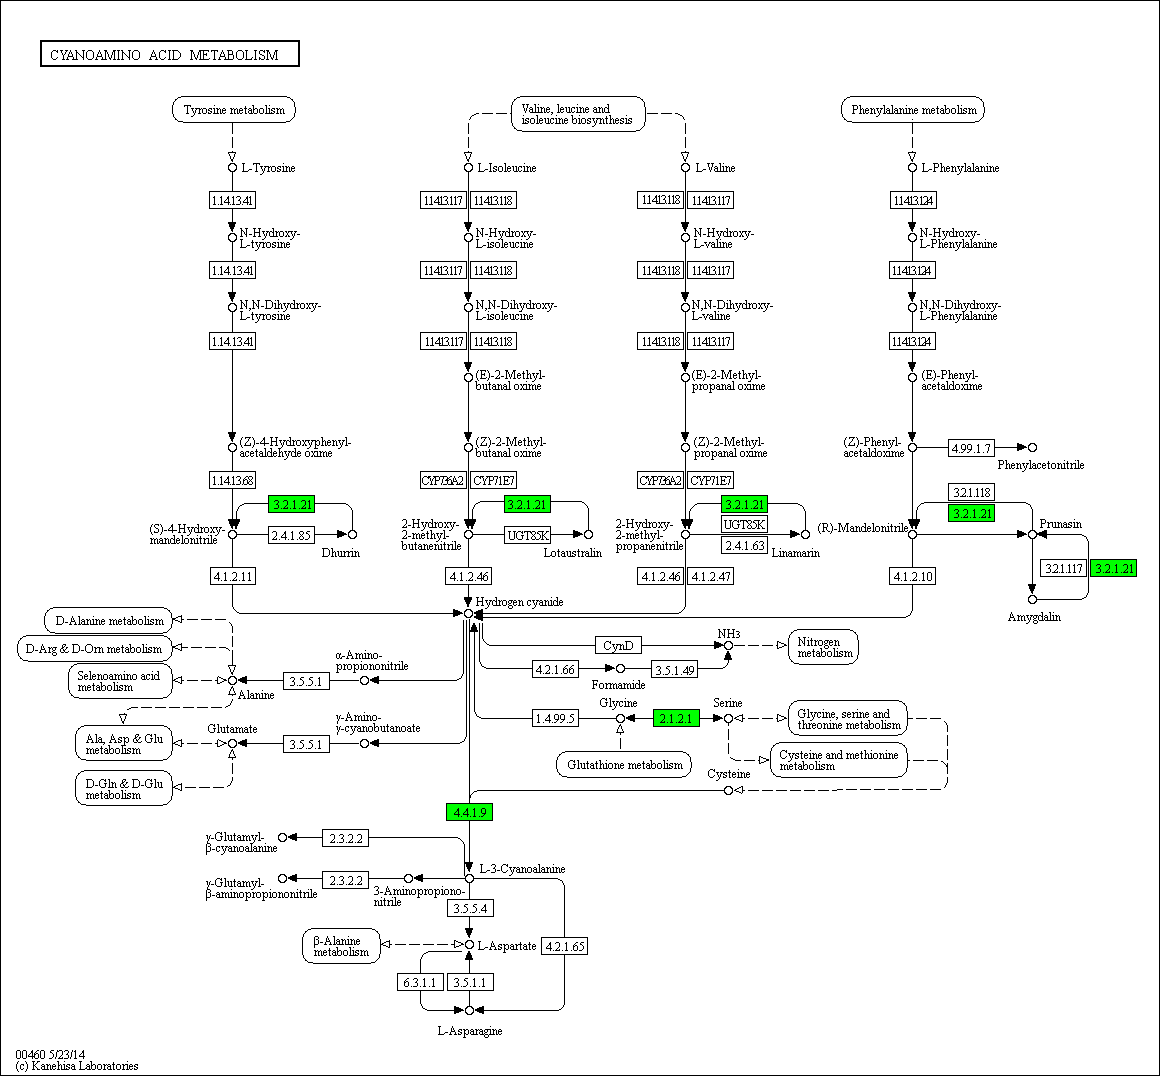 CYANOAMINO ACID METABOLISM
Tyrosine metabolism
Valine, leucine and
isoleucine biosynthesis
Phenylalanine metabolism
L-Tyrosine
L-Isoleucine
L-Valine
L-Phenylalanine
1.14.13.41
1.14.13.117
1.14.13.118
1.14.13.118
1.14.13.117
1.14.13.124
N-Hydroxy-
L-tyrosine
N-Hydroxy-
L-isoleucine
N-Hydroxy-
L-valine
N-Hydroxy-
L-Phenylalanine
1.14.13.41
1.14.13.117
1.14.13.118
1.14.13.118
1.14.13.117
1.14.13.124
N,N-Dihydroxy-
L-tyrosine
N,N-Dihydroxy-
L-isoleucine
N,N-Dihydroxy-
L-valine
N,N-Dihydroxy-
L-Phenylalanine
1.14.13.41
1.14.13.117
1.14.13.118
1.14.13.118
1.14.13.117
1.14.13.124
(E)-2-Methyl-
butanal oxime
(E)-2-Methyl-
propanal oxime
(E)-Phenyl-
acetaldoxime
(Z)-4-Hydroxyphenyl-
acetaldehyde oxime
(Z)-2-Methyl-
butanal oxime
(Z)-2-Methyl-
propanal oxime
(Z)-Phenyl-
acetaldoxime
4.99.1.7
Phenylacetonitrile
1.14.13.68
CYP736A2
CYP71E7
CYP736A2
CYP71E7
3.2.1.21
3.2.1.21
3.2.1.21
3.2.1.118
3.2.1.21
(S)-4-Hydroxy-
mandelonitrile
2.4.1.85
Dhurrin
2-Hydroxy-
2-methyl-
butanenitrile
UGT85K
Lotaustralin
2-Hydroxy-
2-methyl-
propanenitrile
UGT85K
2.4.1.63
Linamarin
(R)-Mandelonitrile
Prunasin
4.1.2.11
4.1.2.46
4.1.2.46
4.1.2.47
4.1.2.10
3.2.1.117
3.2.1.21
Amygdalin
Hydrogen cyanide
D-Alanine metabolism
D-Arg & D-Orn metabolism
Selenoamino acid
metabolism
Alanine
3.5.5.1
α-Amino-
propiononitrile
CynD
NH3
Nitrogen
metabolism
4.2.1.66
Formamide
3.5.1.49
Ala, Asp & Glu
metabolism
Glutamate
3.5.5.1
γ-Amino-
γ-cyanobutanoate
1.4.99.5
Glycine
2.1.2.1
Serine
Glycine, serine and
threonine metabolism
D-Gln & D-Glu
metabolism
Glutathione metabolism
Cysteine and methionine
metabolism
Cysteine
4.4.1.9
γ-Glutamyl-
β-cyanoalanine
2.3.2.2
L-3-Cyanoalanine
γ-Glutamyl-
β-aminopropiononitrile
2.3.2.2
3-Aminopropiono-
nitrile
3.5.5.4
β-Alanine
metabolism
L-Aspartate
4.2.1.65
6.3.1.1
3.5.1.1
L-Asparagine
00460 5/23/14
(c) Kanehisa Laboratories